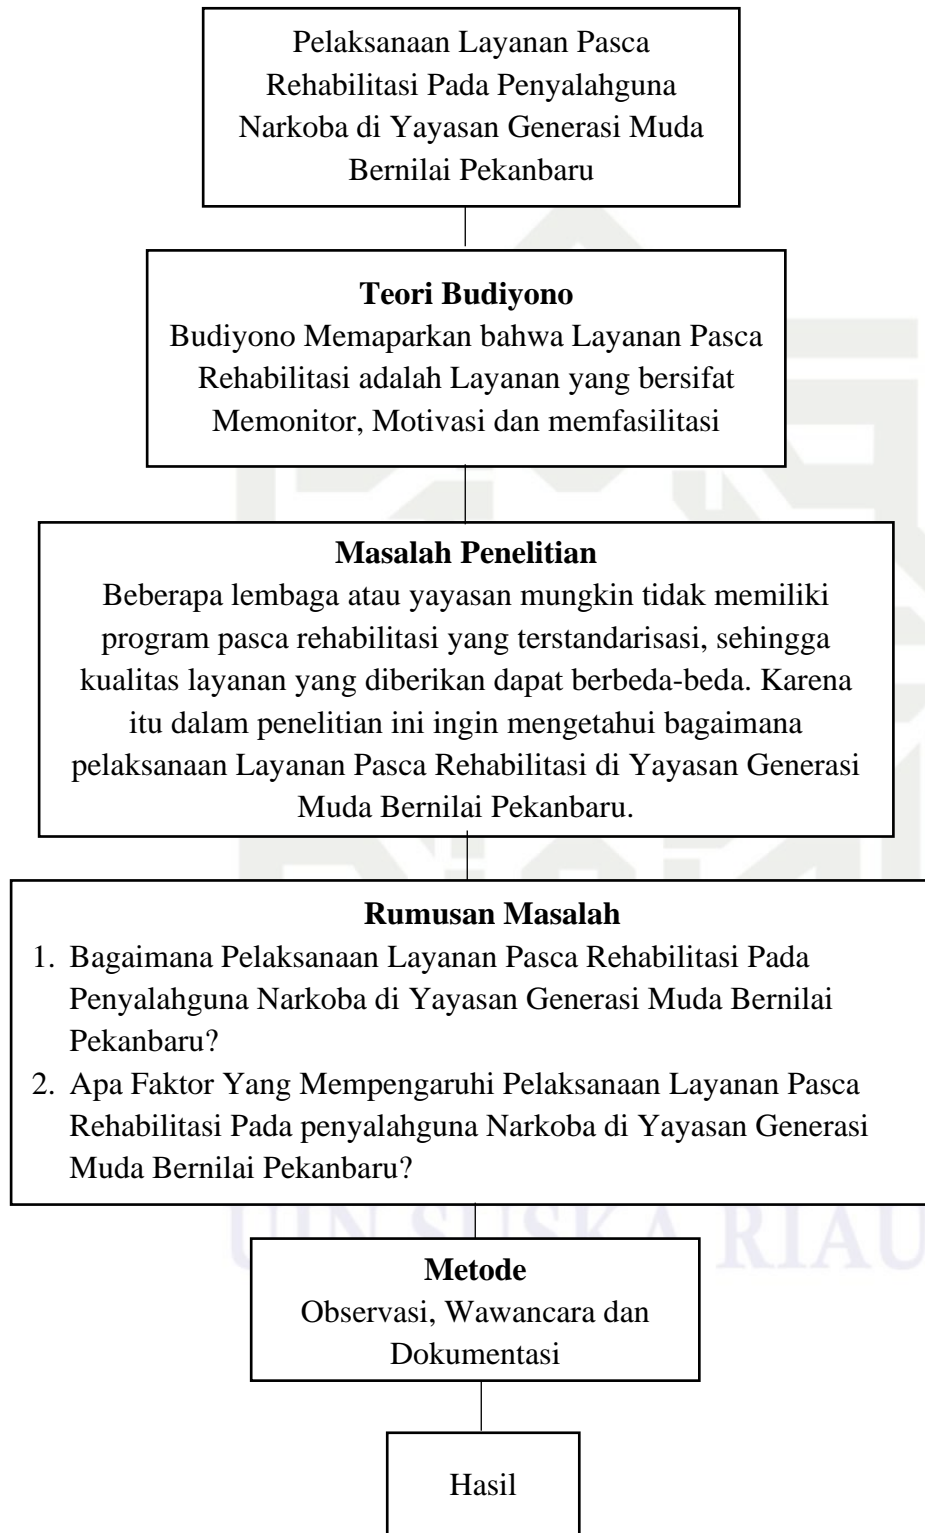 Pelaksanaan Layanan Pasca
Rehabilitasi Pada Penyalahguna
Narkoba di Yayasan Generasi Muda
Bernilai Pekanbaru
Teori Budiyono
Budiyono Memaparkan bahwa Layanan Pasca
Rehabilitasi adalah Layanan yang bersifat
Memonitor, Motivasi dan memfasilitasi
Masalah Penelitian
Beberapa lembaga atau yayasan mungkin tidak memiliki
program pasca rehabilitasi yang terstandarisasi, sehingga
kualitas layanan yang diberikan dapat berbeda-beda. Karena
itu dalam penelitian ini ingin mengetahui bagaimana
pelaksanaan Layanan Pasca Rehabilitasi di Yayasan Generasi
Muda Bernilai Pekanbaru.
Rumusan Masalah
1. Bagaimana Pelaksanaan Layanan Pasca Rehabilitasi Pada
Penyalahguna Narkoba di Yayasan Generasi Muda Bernilai
Pekanbaru?
2. Apa Faktor Yang Mempengaruhi Pelaksanaan Layanan Pasca
Rehabilitasi Pada penyalahguna Narkoba di Yayasan Generasi
Muda Bernilai Pekanbaru?
UIN SUSKA RIAU
Metode
Observasi, Wawancara dan
Dokumentasi
Hasil